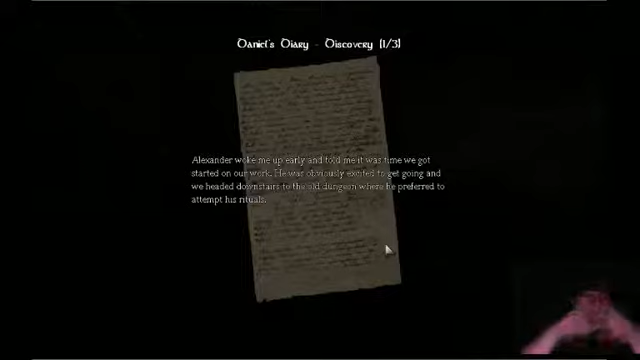 Daniel's Diary - Discovery (1/3)
Alexander woke me up early and told me it was time we got
started on our work. He was obviously excited to get going and
we headed downstairs to the old dungeon where he preferred to
attempt his rituals.